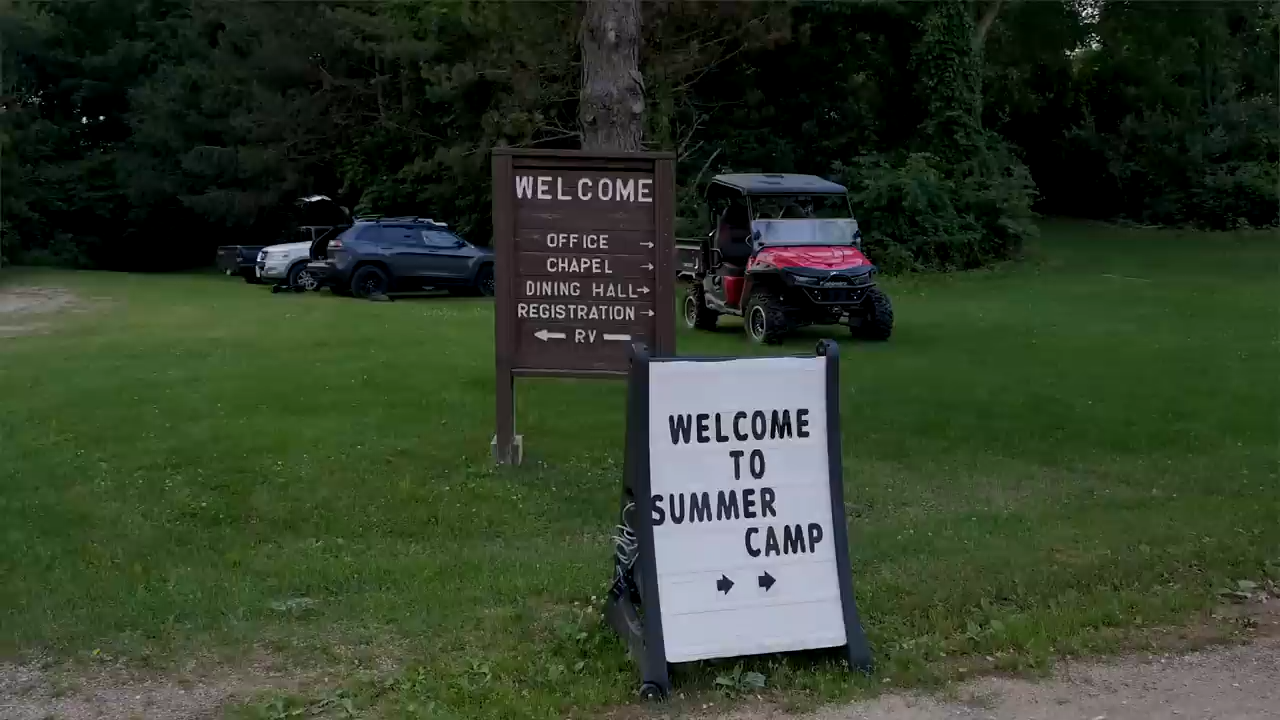 WELCOME
OFFICE →
CHAPEL →
DINING HALL→
REGISTRATION →
← RV —
WELCOME
TO
SUMMER
CAMP
→ →